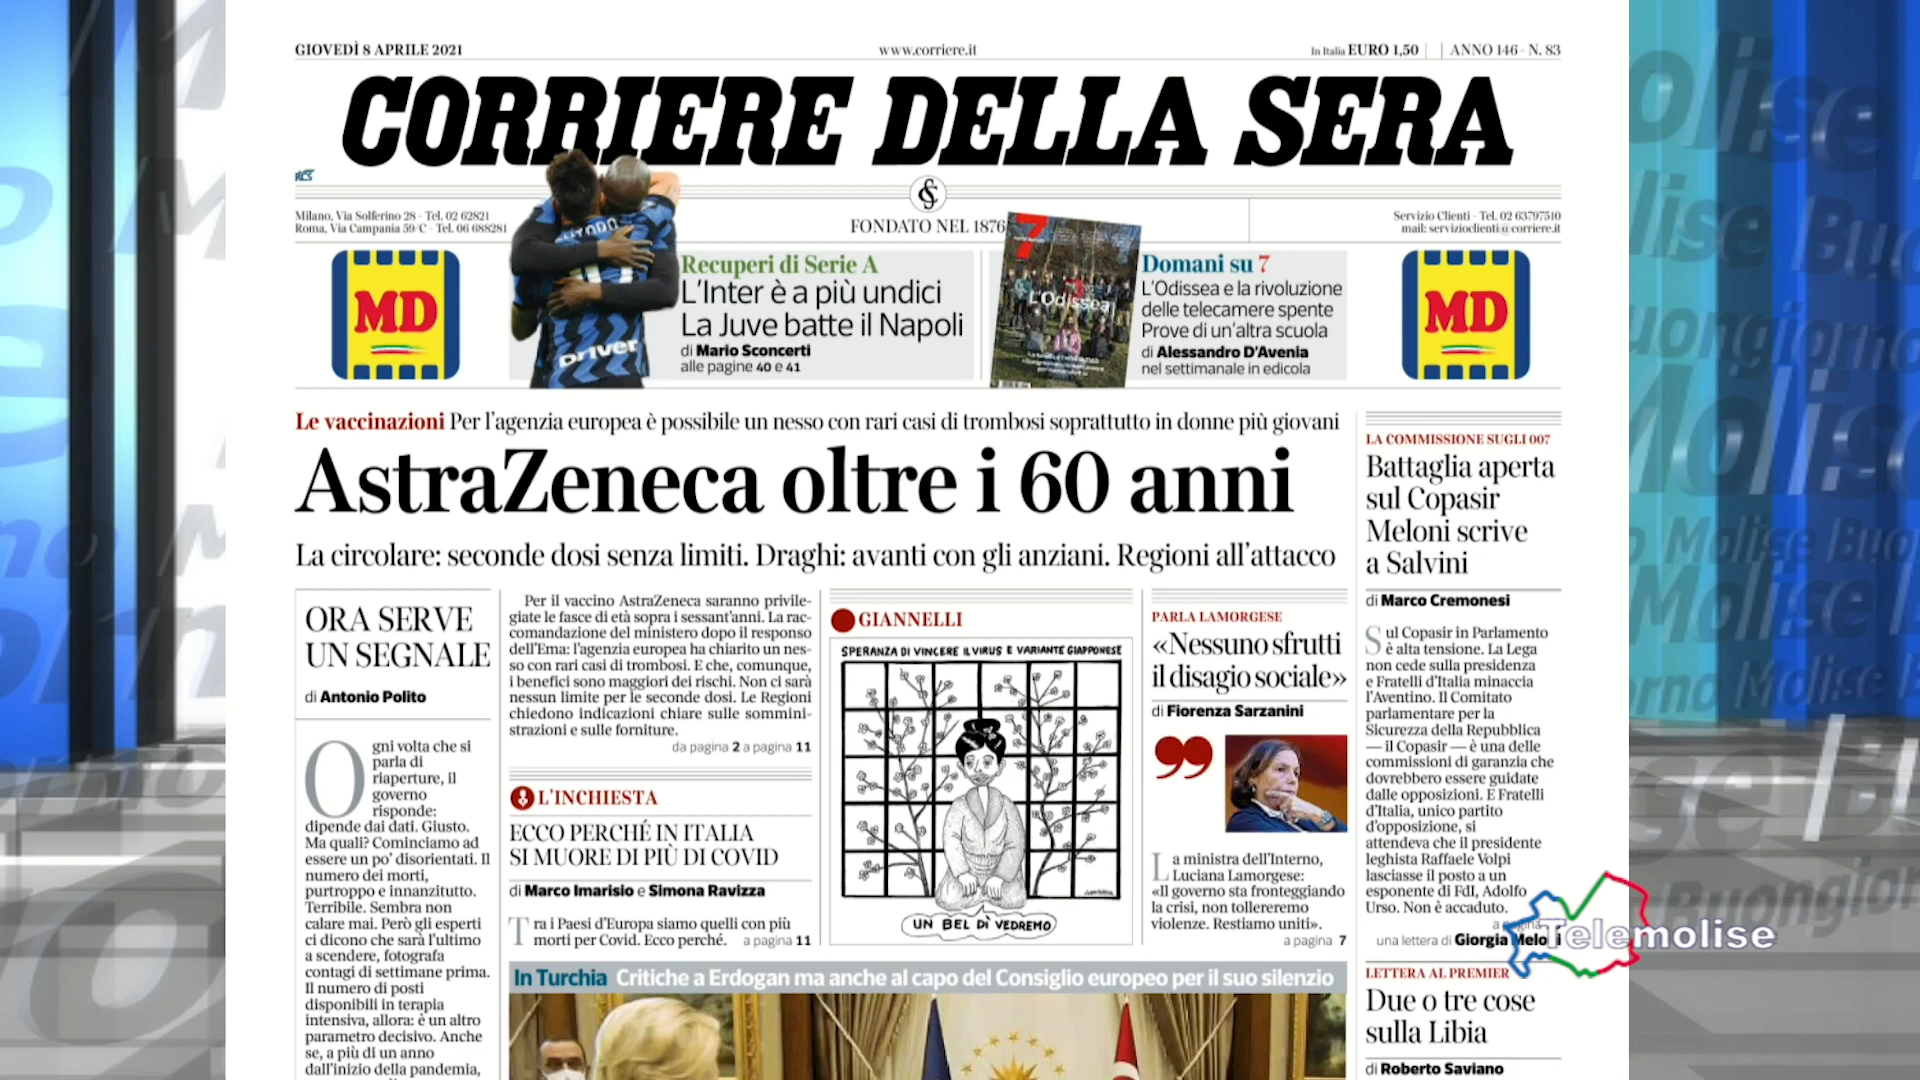 GIOVEDÌ 8 APRILE 2021
www.corriere.it
In Italia EURO 1,50 | ANNO 146 - N. 83
CORRIERE DELLA SERA
RCS
Milano, Via Solferino 28 - Tel. 02 62821
Roma, Via Campania 59/C - Tel. 06 688281
FONDATO NEL 1876
Servizio Clienti - Tel. 02 63797510
mail: servizioclienti@corriere.it
MD
Driver
Recuperi di Serie A
L'Inter è a più undici
La Juve batte il Napoli
di Mario Sconcerti
alle pagine 40 e 41
7
L'Odissea
Domani su 7
L'Odissea e la rivoluzione
delle telecamere spente
Prove di un'altra scuola
di Alessandro D'Avenia
nel settimanale in edicola
MD
Le vaccinazioni Per l'agenzia europea è possibile un nesso con rari casi di trombosi soprattutto in donne più giovani
AstraZeneca oltre i 60 anni
La circolare: seconde dosi senza limiti. Draghi: avanti con gli anziani. Regioni all'attacco
ORA SERVE
UN SEGNALE
di Antonio Polito
Ogni volta che si
parla di
riaperture, il
governo
risponde:
dipende dai dati. Giusto.
Ma quali? Cominciamo ad
essere un po' disorientati. Il
numero dei morti,
purtroppo e innanzitutto.
Terribile. Sembra non
calare mai. Però gli esperti
ci dicono che sarà l'ultimo
a scendere, fotografa
contagi di settimane prima.
Il numero di posti
disponibili in terapia
intensiva, allora: è un altro
parametro decisivo. Anche
se, a più di un anno
dall'inizio della pandemia,
Per il vaccino AstraZeneca saranno privile-
giate le fasce di età sopra i sessant'anni. La rac-
comandazione del ministero dopo il responso
dell'Ema: l'agenzia europea ha chiarito un nes-
so con rari casi di trombosi. E che, comunque,
i benefici sono maggiori dei rischi. Non ci sarà
nessun limite per le seconde dosi. Le Regioni
chiedono indicazioni chiare sulle sommini-
strazioni e sulle forniture.
da pagina 2 a pagina 11
L'INCHIESTA
ECCO PERCHÉ IN ITALIA
SI MUORE DI PIÙ DI COVID
di Marco Imarisio e Simona Ravizza
Tra i Paesi d'Europa siamo quelli con più
morti per Covid. Ecco perché. a pagina 11
GIANNELLI
SPERANZA DI VINCERE IL VIRUS E VARIANTE GIAPPONESE
UN BEL DÌ VEDREMO
PARLA LAMORGESE
«Nessuno sfrutti
il disagio sociale»
di Fiorenza Sarzanini
La ministra dell'Interno,
Luciana Lamorgese:
«Il governo sta fronteggiando
la crisi, non tollereremo
violenze. Restiamo uniti».
a pagina 7
In Turchia Critiche a Erdogan ma anche al capo del Consiglio europeo per il suo silenzio
LA COMMISSIONE SUGLI 007
Battaglia aperta
sul Copasir
Meloni scrive
a Salvini
di Marco Cremonesi
Sul Copasir in Parlamento
è alta tensione. La Lega
non cede sulla presidenza
e Fratelli d'Italia minaccia
l'Aventino. Il Comitato
parlamentare per la
Sicurezza della Repubblica
— il Copasir — è una delle
commissioni di garanzia che
dovrebbero essere guidate
dalle opposizioni. E Fratelli
d'Italia, unico partito
d'opposizione, si
attendeva che il presidente
leghista Raffaele Volpi
lasciasse il posto a un
esponente di FdI, Adolfo
Urso. Non è accaduto.
una lettera di Giorgia Meloni
Telemolise
LETTERA AL PREMIER
Due o tre cose
sulla Libia
di Roberto Saviano